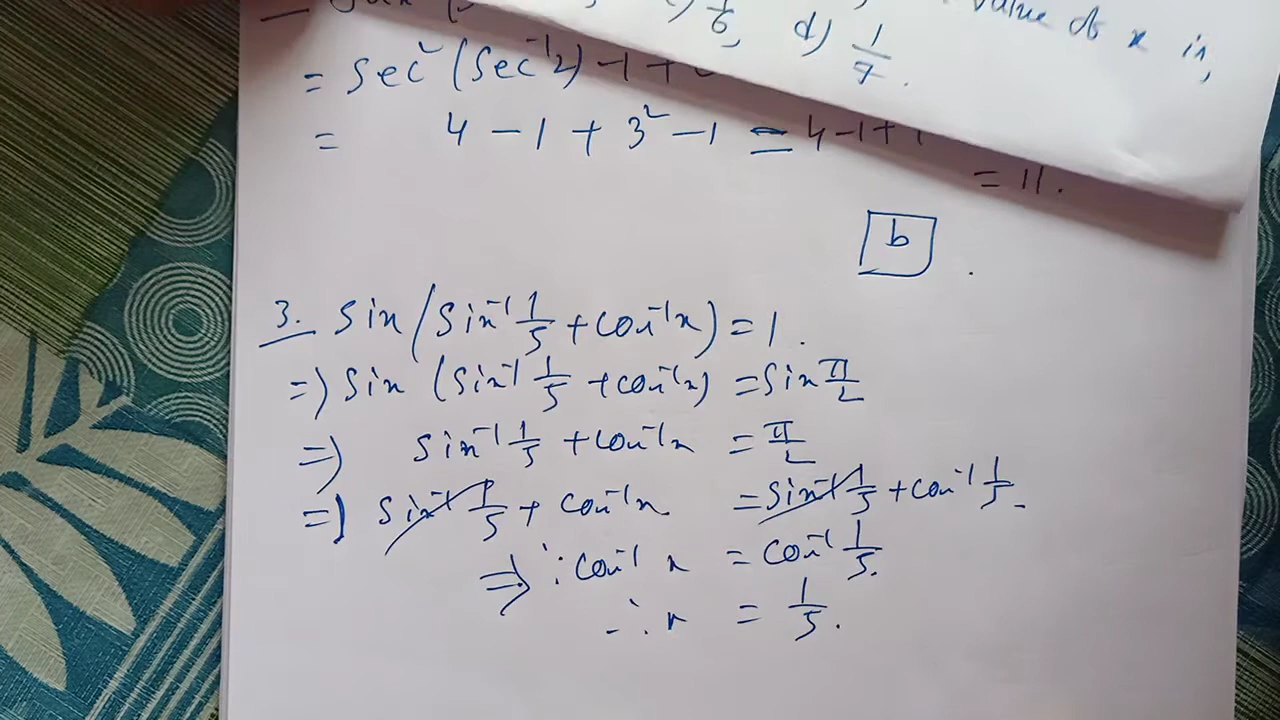 c) 1/6, d) 1/7. value of x is,
= Sec² (Sec⁻¹2) - 1 +
= 4 - 1 + 3² - 1 = 4 - 1 +
= 11.
b
3. Sin (Sin⁻¹ 1/5 + cos⁻¹x) = 1.
=) Sin (Sin⁻¹ 1/5 + cos⁻¹x) = Sin π/2
=) Sin⁻¹ 1/5 + cos⁻¹x = π/2
=) Sin⁻¹ 1/5 + cos⁻¹x = Sin⁻¹ 1/5 + cos⁻¹ 1/5.
=> ∴ cos⁻¹ x = cos⁻¹ 1/5.
∴ x = 1/5.